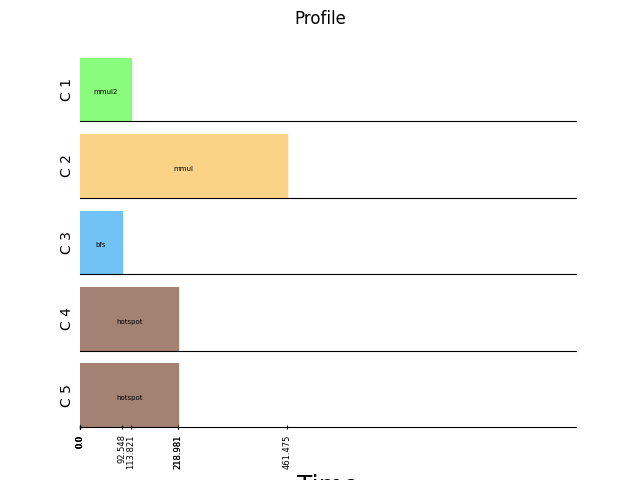 Profile
C 1
mmul2
C 2
mmul
C 3
bfs
C 4
hotspot
C 5
hotspot
0.0
92.548
113.821
218.981
461.475
Time